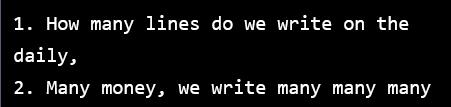 1. How many lines do we write on the
daily,
2. Many money, we write many many many